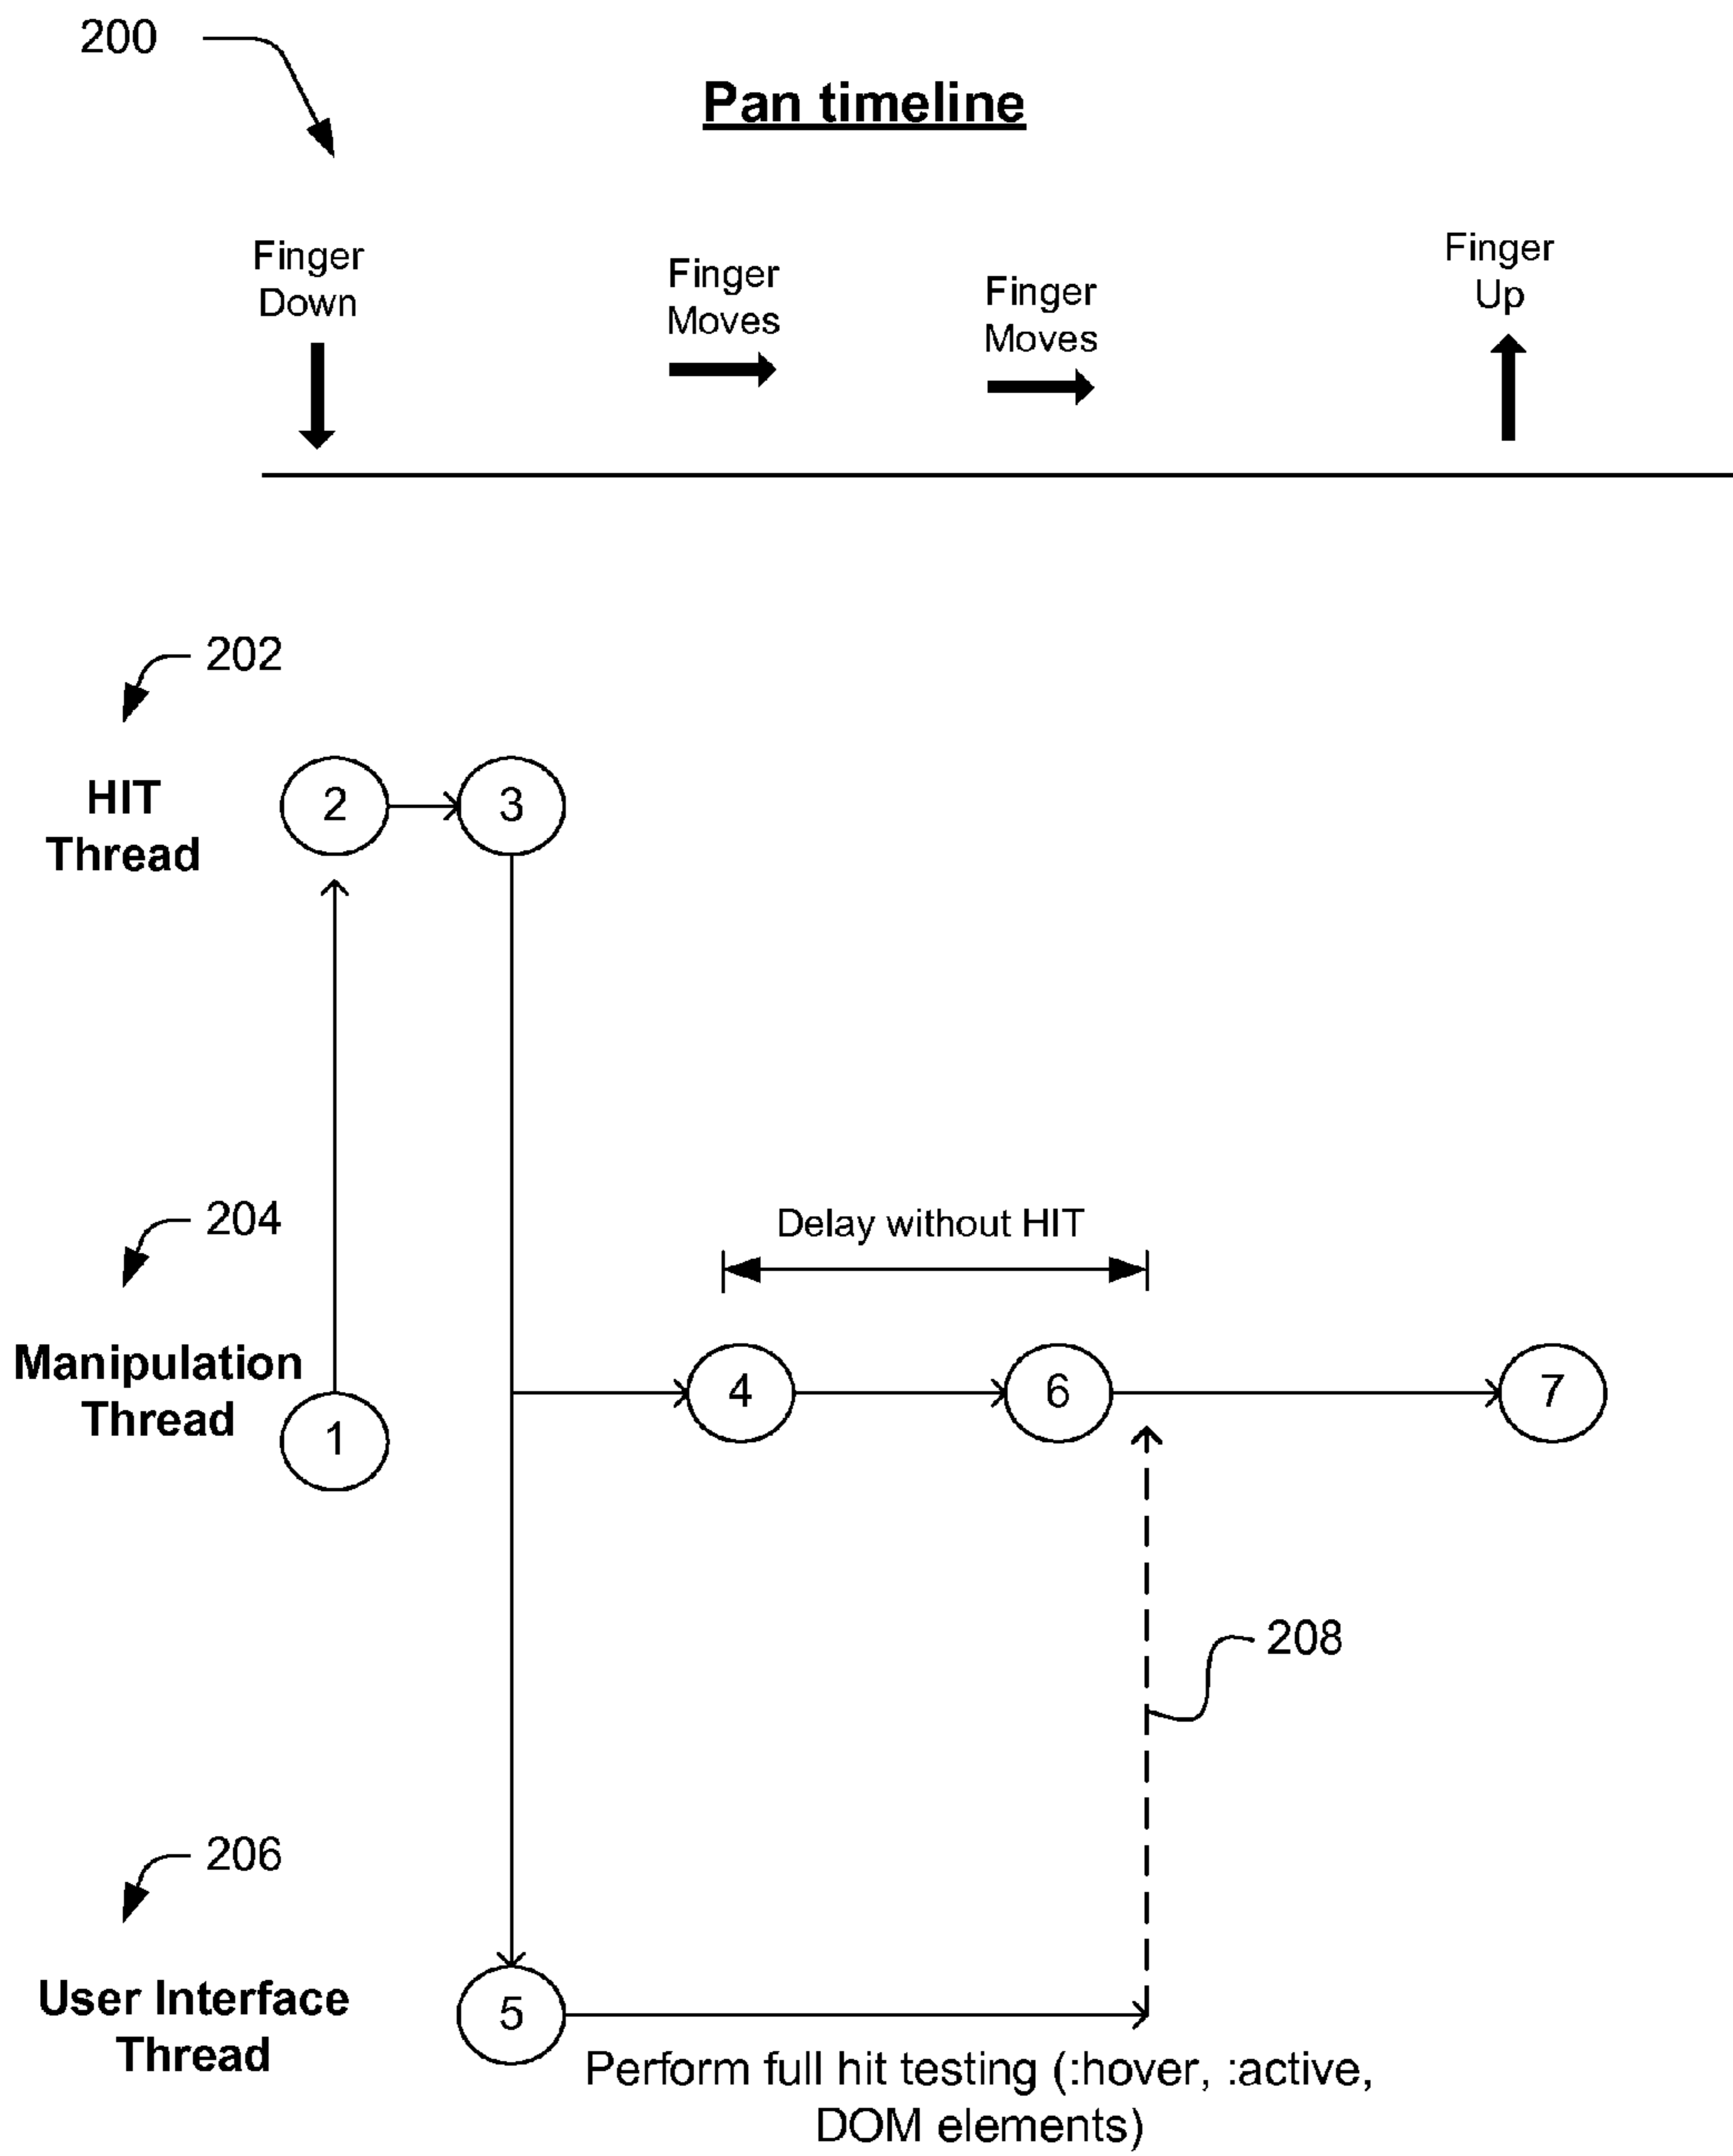 200
Pan timeline
Finger
Down
Finger
Moves
Finger
Moves
Finger
Up
202
HIT
Thread
2
3
204
Delay without HIT
Manipulation
Thread
1
4
6
7
208
206
User Interface
Thread
5
Perform full hit testing (:hover, :active,
DOM elements)